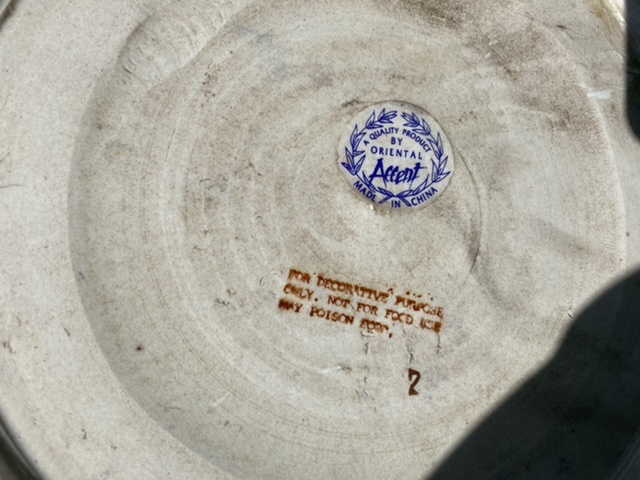 A QUALITY PRODUCT
BY
ORIENTAL
Accent
MADE IN CHINA
FOR DECORATIVE PURPOSE
ONLY. NOT FOR FOOD USE
MAY POISON FOOD.
2